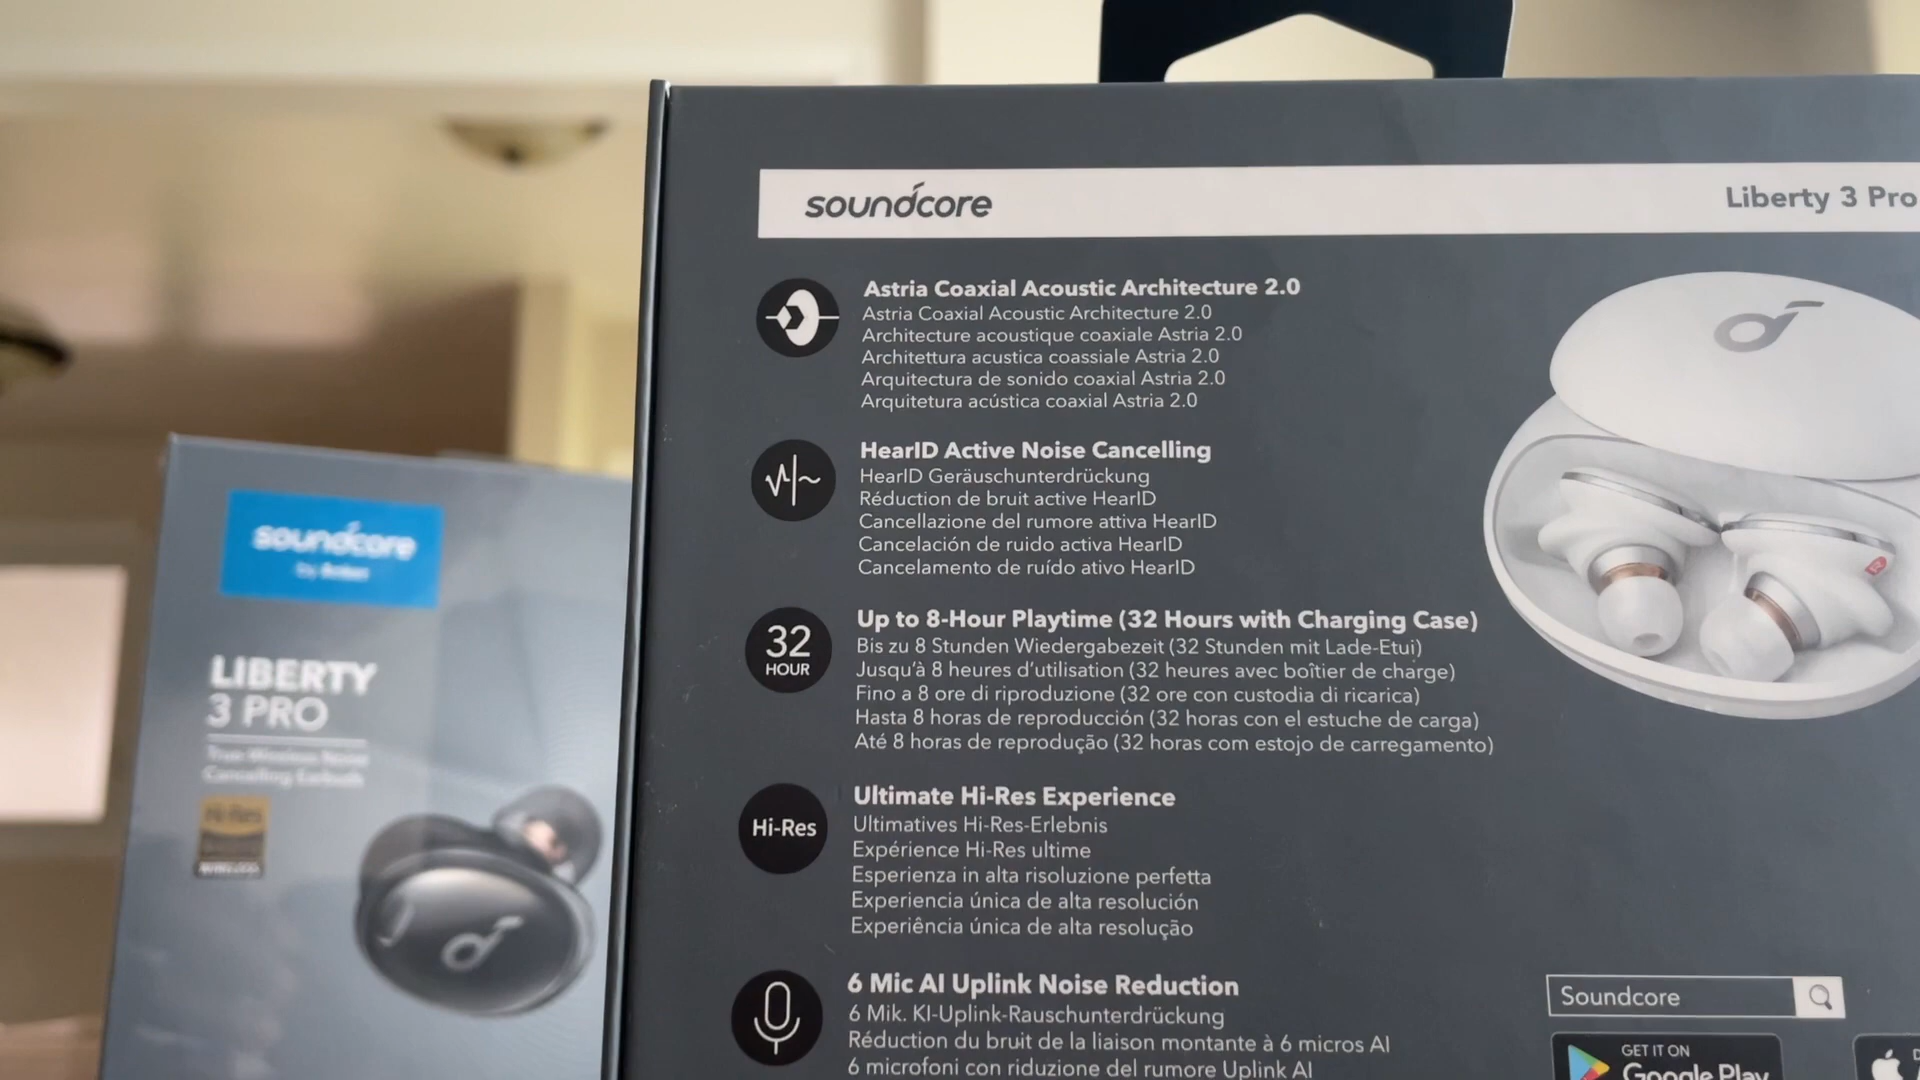 soundcore
Liberty 3 Pro
Astria Coaxial Acoustic Architecture 2.0
Astria Coaxial Acoustic Architecture 2.0
Architecture acoustique coaxiale Astria 2.0
Architettura acustica coassiale Astria 2.0
Arquitectura de sonido coaxial Astria 2.0
Arquitetura acústica coaxial Astria 2.0
HearID Active Noise Cancelling
HearID Geräuschunterdrückung
Réduction de bruit active HearID
Cancellazione del rumore attiva HearID
Cancelación de ruido activa HearID
Cancelamento de ruído ativo HearID
32
HOUR
Up to 8-Hour Playtime (32 Hours with Charging Case)
Bis zu 8 Stunden Wiedergabezeit (32 Stunden mit Lade-Etui)
Jusqu'à 8 heures d'utilisation (32 heures avec boîtier de charge)
Fino a 8 ore di riproduzione (32 ore con custodia di ricarica)
Hasta 8 horas de reproducción (32 horas con el estuche de carga)
Até 8 horas de reprodução (32 horas com estojo de carregamento)
Hi-Res
Ultimate Hi-Res Experience
Ultimatives Hi-Res-Erlebnis
Expérience Hi-Res ultime
Esperienza in alta risoluzione perfetta
Experiencia única de alta resolución
Experiência única de alta resolução
6 Mic AI Uplink Noise Reduction
6 Mik. KI-Uplink-Rauschunterdrückung
Réduction du bruit de la liaison montante à 6 micros AI
6 microfoni con riduzione del rumore Uplink AI
Soundcore
GET IT ON
Google Play
soundcore
by Anker
LIBERTY
3 PRO
True Wireless Noise
Cancelling Earbuds
Hi-Res